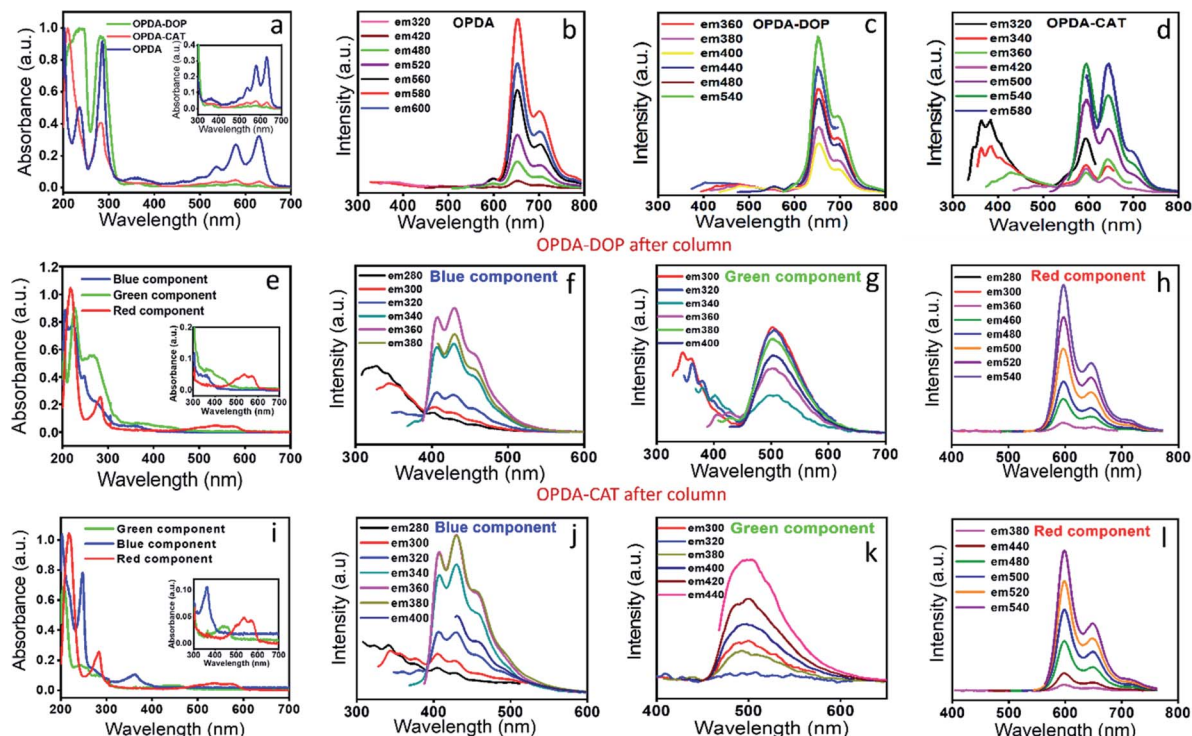 a
OPDA-DOP
OPDA-CAT
OPDA
Absorbance (a.u.)
1.0
0.8
0.6
0.4
0.2
0.0
200 300 400 500 600 700
Wavelength (nm)
Absorbance (a.u.)
0.4
0.3
0.2
0.1
0.0
300 400 500 600 700
Wavelength (nm)
b
OPDA
em320
em420
em480
em520
em560
em580
em600
Intensity (a.u.)
300 400 500 600 700 800
Wavelength (nm)
c
OPDA-DOP
em360
em380
em400
em440
em480
em540
Intensity (a.u.)
300 400 500 600 700 800
Wavelength (nm)
d
OPDA-CAT
em320
em340
em360
em420
em500
em540
em580
Intensity (a.u.)
300 400 500 600 700 800
Wavelength (nm)
OPDA-DOP after column
e
Blue component
Green component
Red component
Absorbance (a.u.)
1.2
1.0
0.8
0.6
0.4
0.2
0.0
200 300 400 500 600 700
Wavelength (nm)
Absorbance (a.u.)
0.2
0.1
0.0
300 400 500 600 700
Wavelength (nm)
f
Blue component
em280
em300
em320
em340
em360
em380
Intensity (a.u.)
300 400 500 600
Wavelength (nm)
g
Green component
em300
em320
em340
em360
em380
em400
Intensity (a.u.)
300 400 500 600 700
Wavelength (nm)
h
Red component
em280
em300
em360
em460
em480
em500
em520
em540
Intensity (a.u.)
400 500 600 700 800
Wavelength (nm)
OPDA-CAT after column
i
Green component
Blue component
Red component
Absorbance (a.u.)
1.0
0.8
0.6
0.4
0.2
0.0
200 300 400 500 600 700
Wavelength (nm)
Absorbance (a.u.)
0.10
0.05
0.00
300 400 500 600 700
Wavelength (nm)
j
Blue component
em280
em300
em320
em340
em360
em380
em400
Intensity (a.u)
300 400 500 600
Wavelength (nm)
k
Green component
em300
em320
em380
em400
em420
em440
Intensity (a.u.)
400 500 600
Wavelength (nm)
l
Red component
em380
em440
em480
em500
em520
em540
Intensity (a.u.)
400 500 600 700 800
Wavelength (nm)